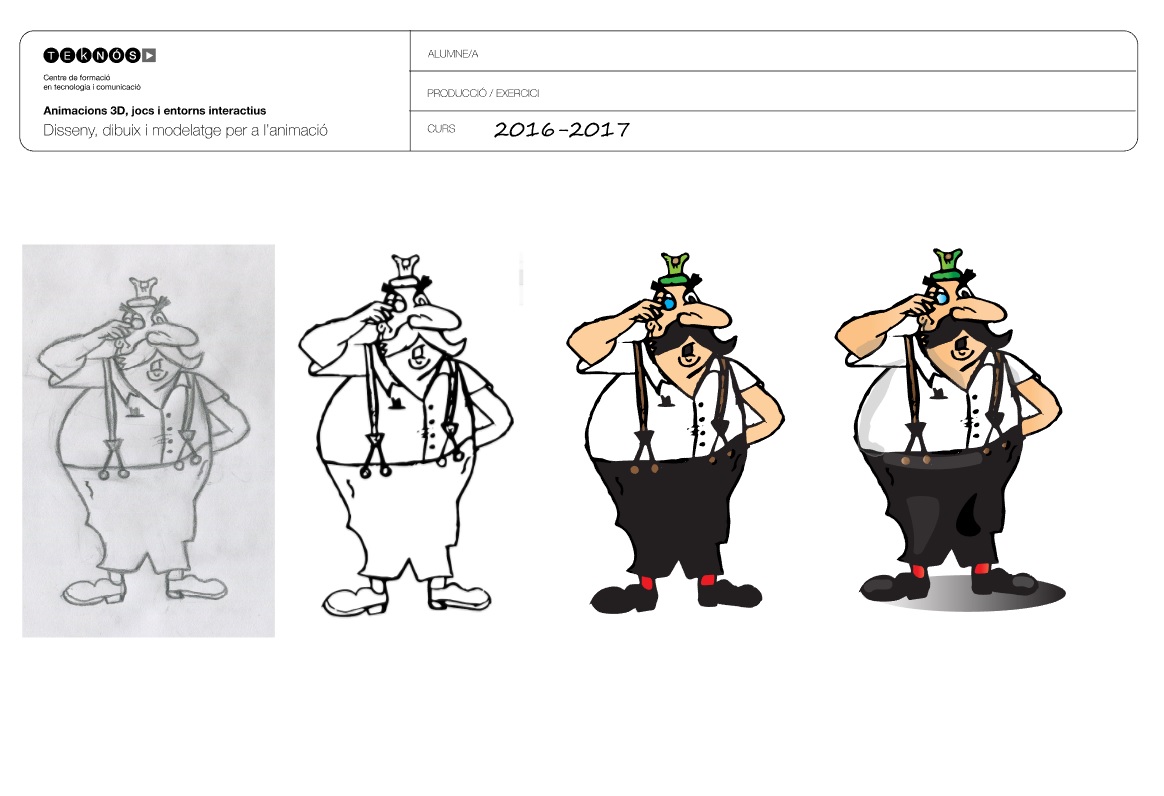 TEKNÓS
Centre de formació
en tecnologia i comunicació
Animacions 3D, jocs i entorns interactius
Disseny, dibuix i modelatge per a l'animació
ALUMNE/A
PRODUCCIÓ / EXERCICI
CURS 2016-2017